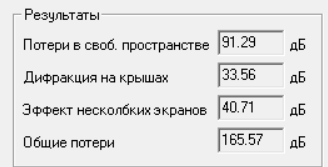 Результаты
Потери в своб. пространстве 91.29 дБ
Дифракция на крышах 33.56 дБ
Эффект несколбких экранов 40.71 дБ
Общие потери 165.57 дБ